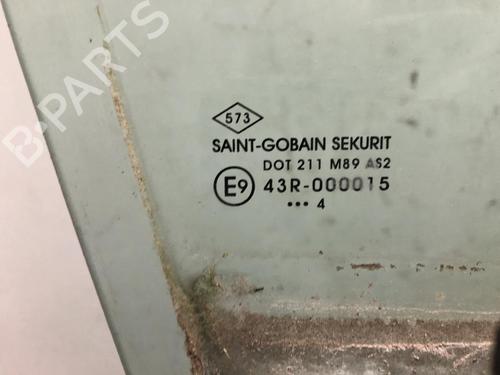 B-PARTS
573
SAINT-GOBAIN SEKURIT
DOT 211 M89 AS2
E9 43R-000015
••• 4